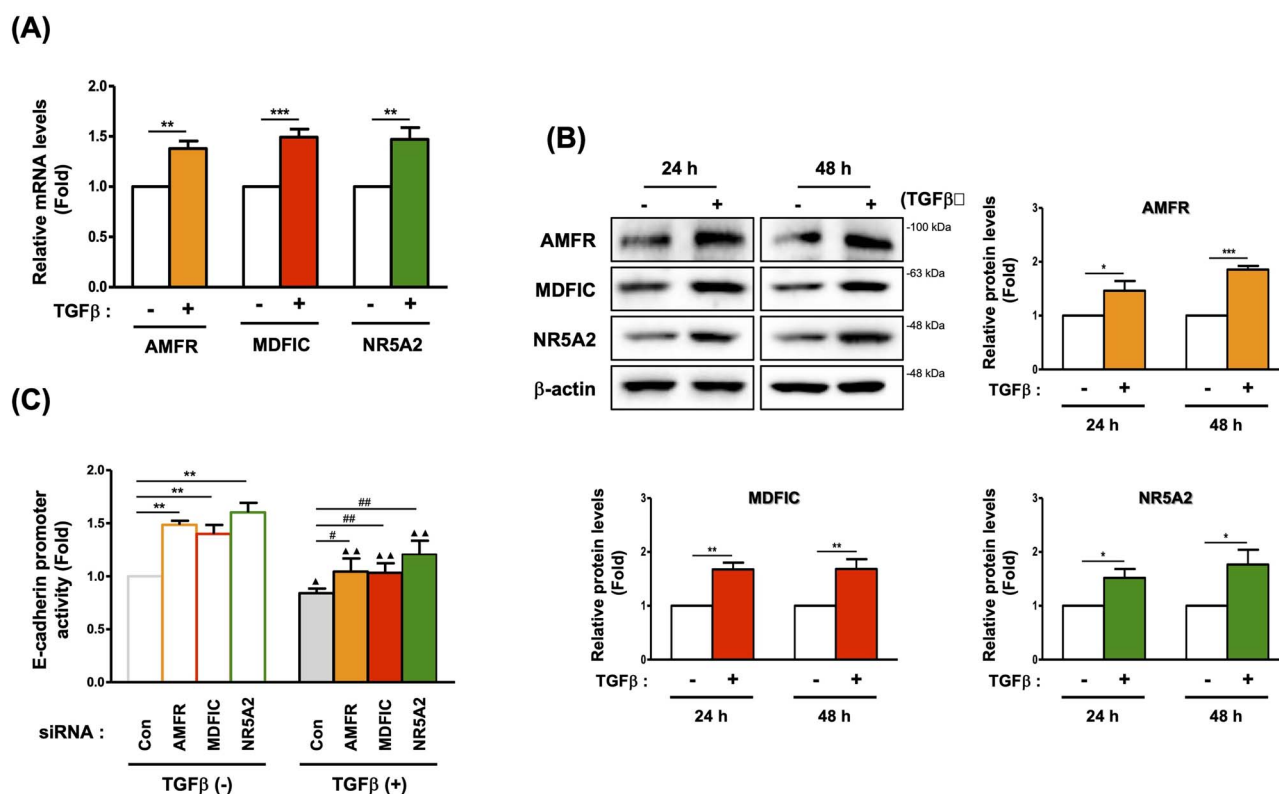 (A)
Relative mRNA levels
(Fold)
2.0
1.5
1.0
0.5
0.0
** *** **
TGFβ : - + - + - +
AMFR MDFIC NR5A2
(B)
24 h 48 h
- + - + (TGFβ□
AMFR -100 kDa
MDFIC -63 kDa
NR5A2 -48 kDa
β-actin -48 kDa
AMFR
Relative protein levels
(Fold)
3
2
1
0
* ***
TGFβ : - + - +
24 h 48 h
(C)
E-cadherin promoter
activity (Fold)
2.0
1.5
1.0
0.5
0.0
**
**
**
##
##
#
▲ ▲▲ ▲▲ ▲▲
siRNA : Con AMFR MDFIC NR5A2 Con AMFR MDFIC NR5A2
TGFβ (-) TGFβ (+)
MDFIC
Relative protein levels
(Fold)
3
2
1
0
** **
TGFβ : - + - +
24 h 48 h
NR5A2
Relative protein levels
(Fold)
3
2
1
0
* *
TGFβ : - + - +
24 h 48 h